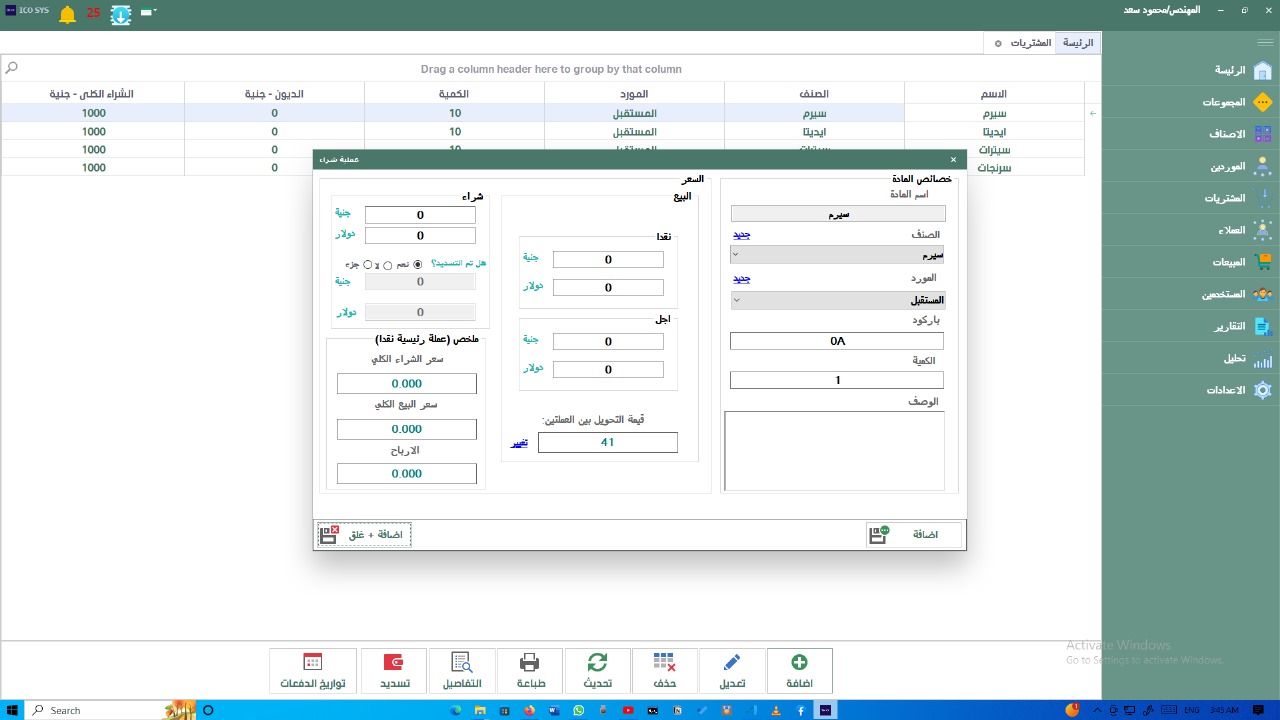 ICO SYS
25
المهندس/محمود سعد
الرئيسة
المشتريات
Drag a column header here to group by that column
الاسم الصنف المورد الكمية الديون - جنية الشراء الكلي - جنية
سيرم سيرم المستقبل 10 0 1000
ايديتا ايديتا المستقبل 10 0 1000
سيترات سيترات المستقبل 10 0 1000
سرنجات 0 1000
الرئيسة
المجموعات
الاصناف
الموردين
المشتريات
العملاء
المبيعات
المستخدمين
التقارير
تحليل
الاعدادات
عملية شراء
خصائص المادة
اسم المادة
سيرم
الصنف جديد
سيرم
المورد جديد
المستقبل
باركود
0A
الكمية
1
الوصف
السعر
البيع
نقدا
0 جنية
0 دولار
اجل
0 جنية
0 دولار
قيمة التحويل بين العملتين:
41 تغيير
شراء
0 جنية
0 دولار
هل تم التسديد؟ نعم لا جزء
0 جنية
0 دولار
ملخص (عملة رئيسية نقدا)
سعر الشراء الكلي
0.000
سعر البيع الكلي
0.000
الارباح
0.000
اضافة
اضافة + غلق
اضافة
تعديل
حذف
تحديث
طباعة
التفاصيل
تسديد
تواريخ الدفعات
Activate Windows
Go to Settings to activate Windows.
Search
ENG
3:45 AM